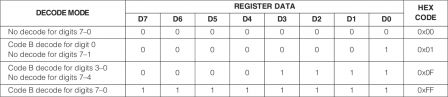 DECODE MODE REGISTER DATA HEX CODE
D7 D6 D5 D4 D3 D2 D1 D0
No decode for digits 7–0 0 0 0 0 0 0 0 0 0x00
Code B decode for digit 0
No decode for digits 7–1 0 0 0 0 0 0 0 1 0x01
Code B decode for digits 3–0
No decode for digits 7–4 0 0 0 0 1 1 1 1 0x0F
Code B decode for digits 7–0 1 1 1 1 1 1 1 1 0xFF